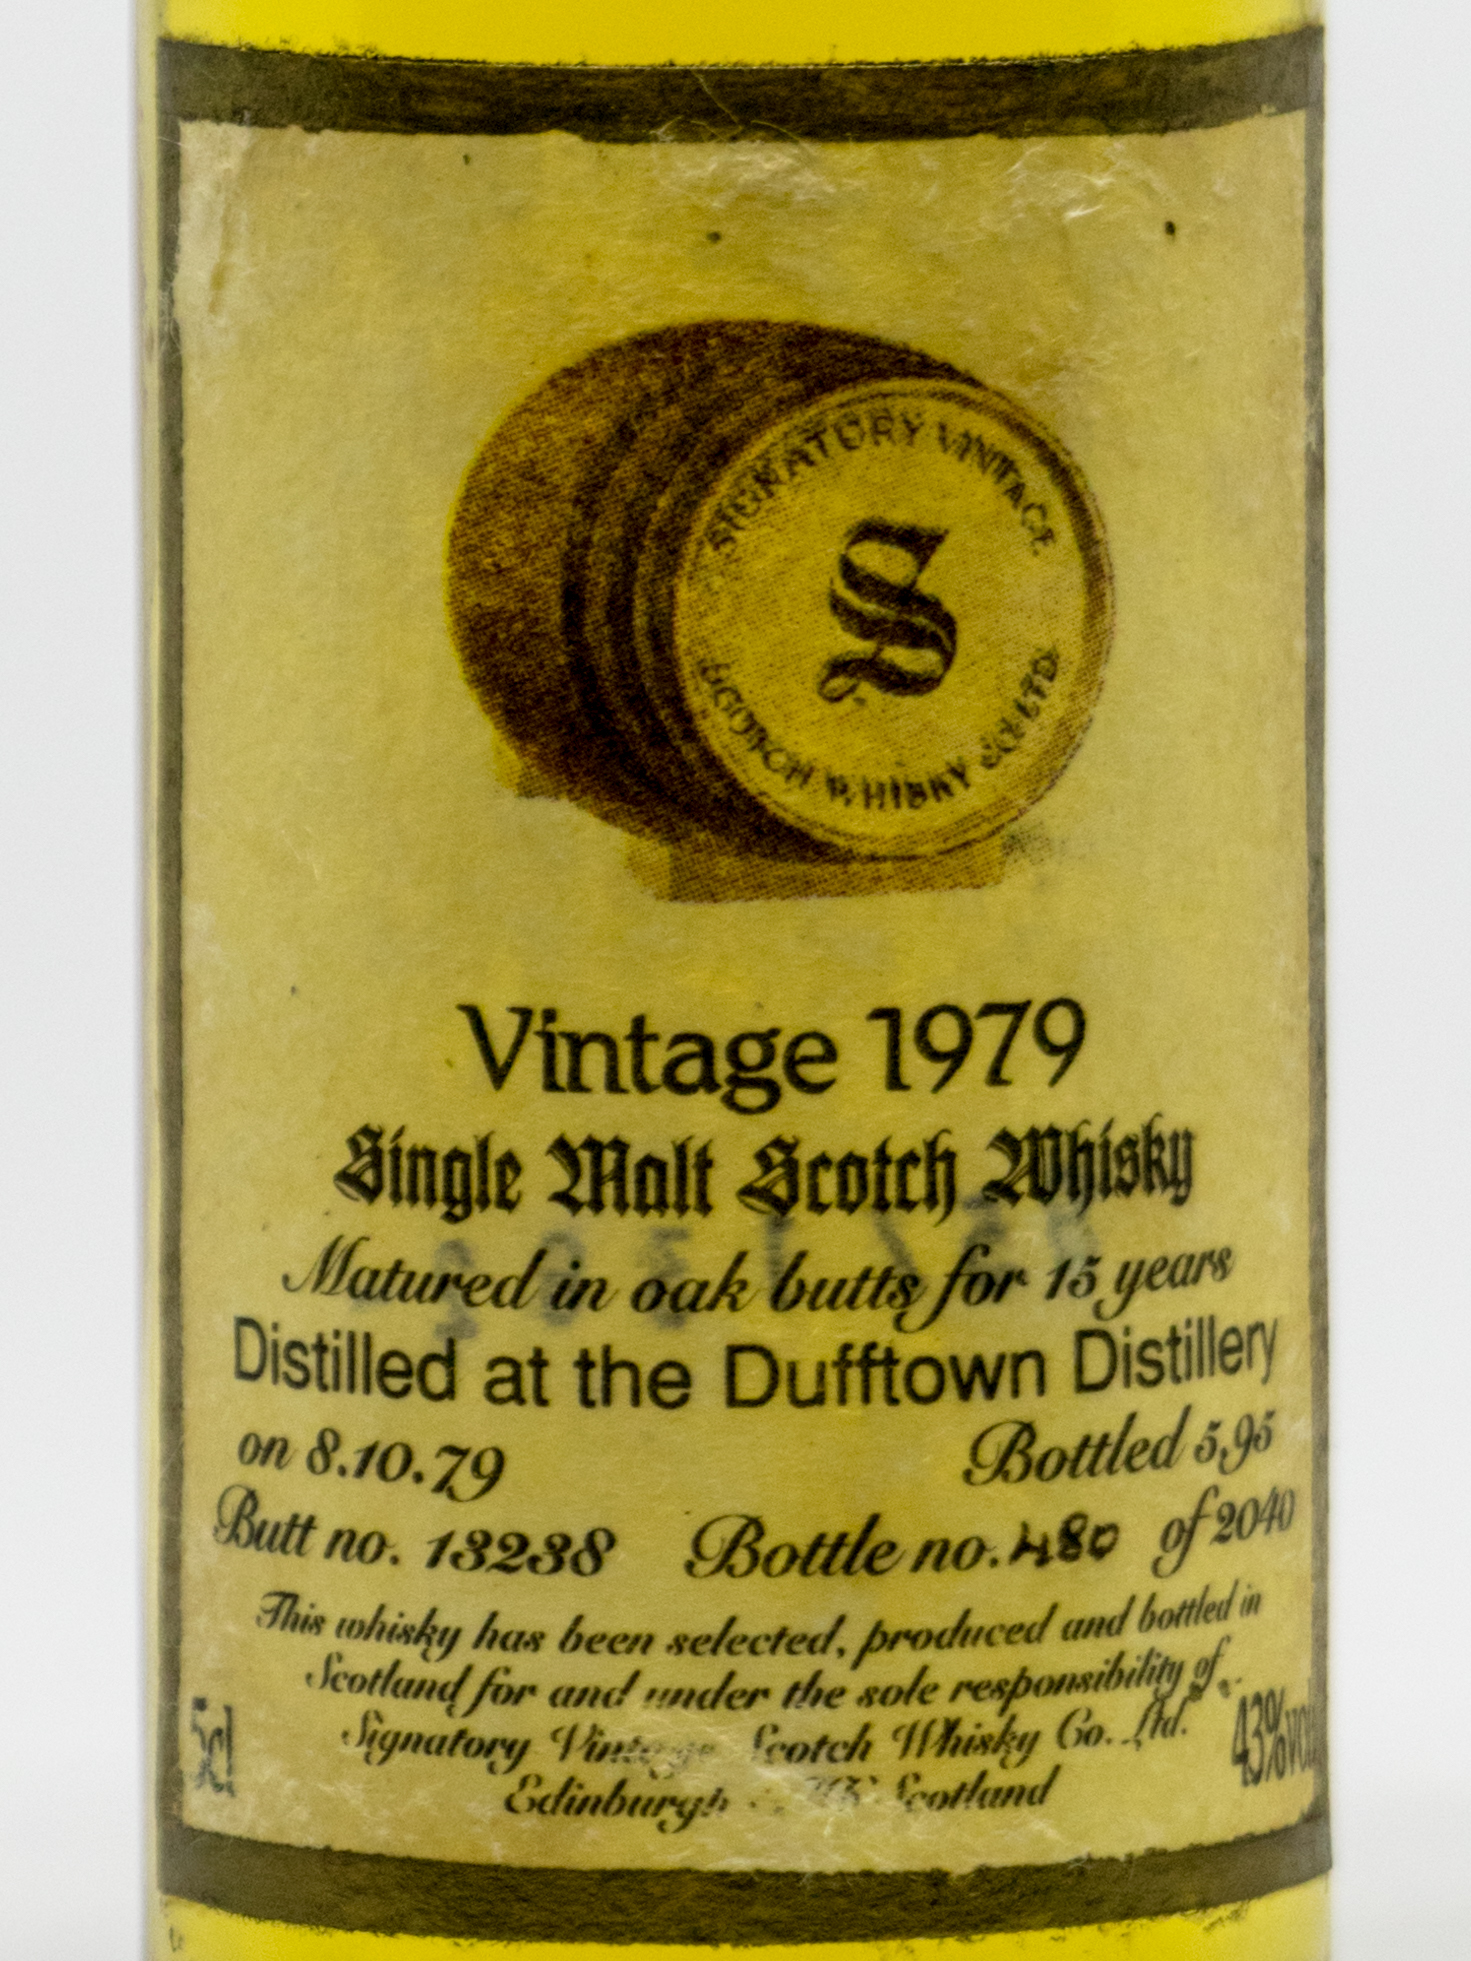 SIGNATORY VINTAGE
S
SCOTCH WHISKY CO LTD
Vintage 1979
Single Malt Scotch Whisky
Matured in oak butts for 15 years
Distilled at the Dufftown Distillery
on 8.10.79 Bottled 5.95
Butt no. 13238 Bottle no. 480 of 2040
This whisky has been selected, produced and bottled in
Scotland for and under the sole responsibility of
Signatory Vintage Scotch Whisky Co. Ltd.
Edinburgh Scotland
5cl 43%vol